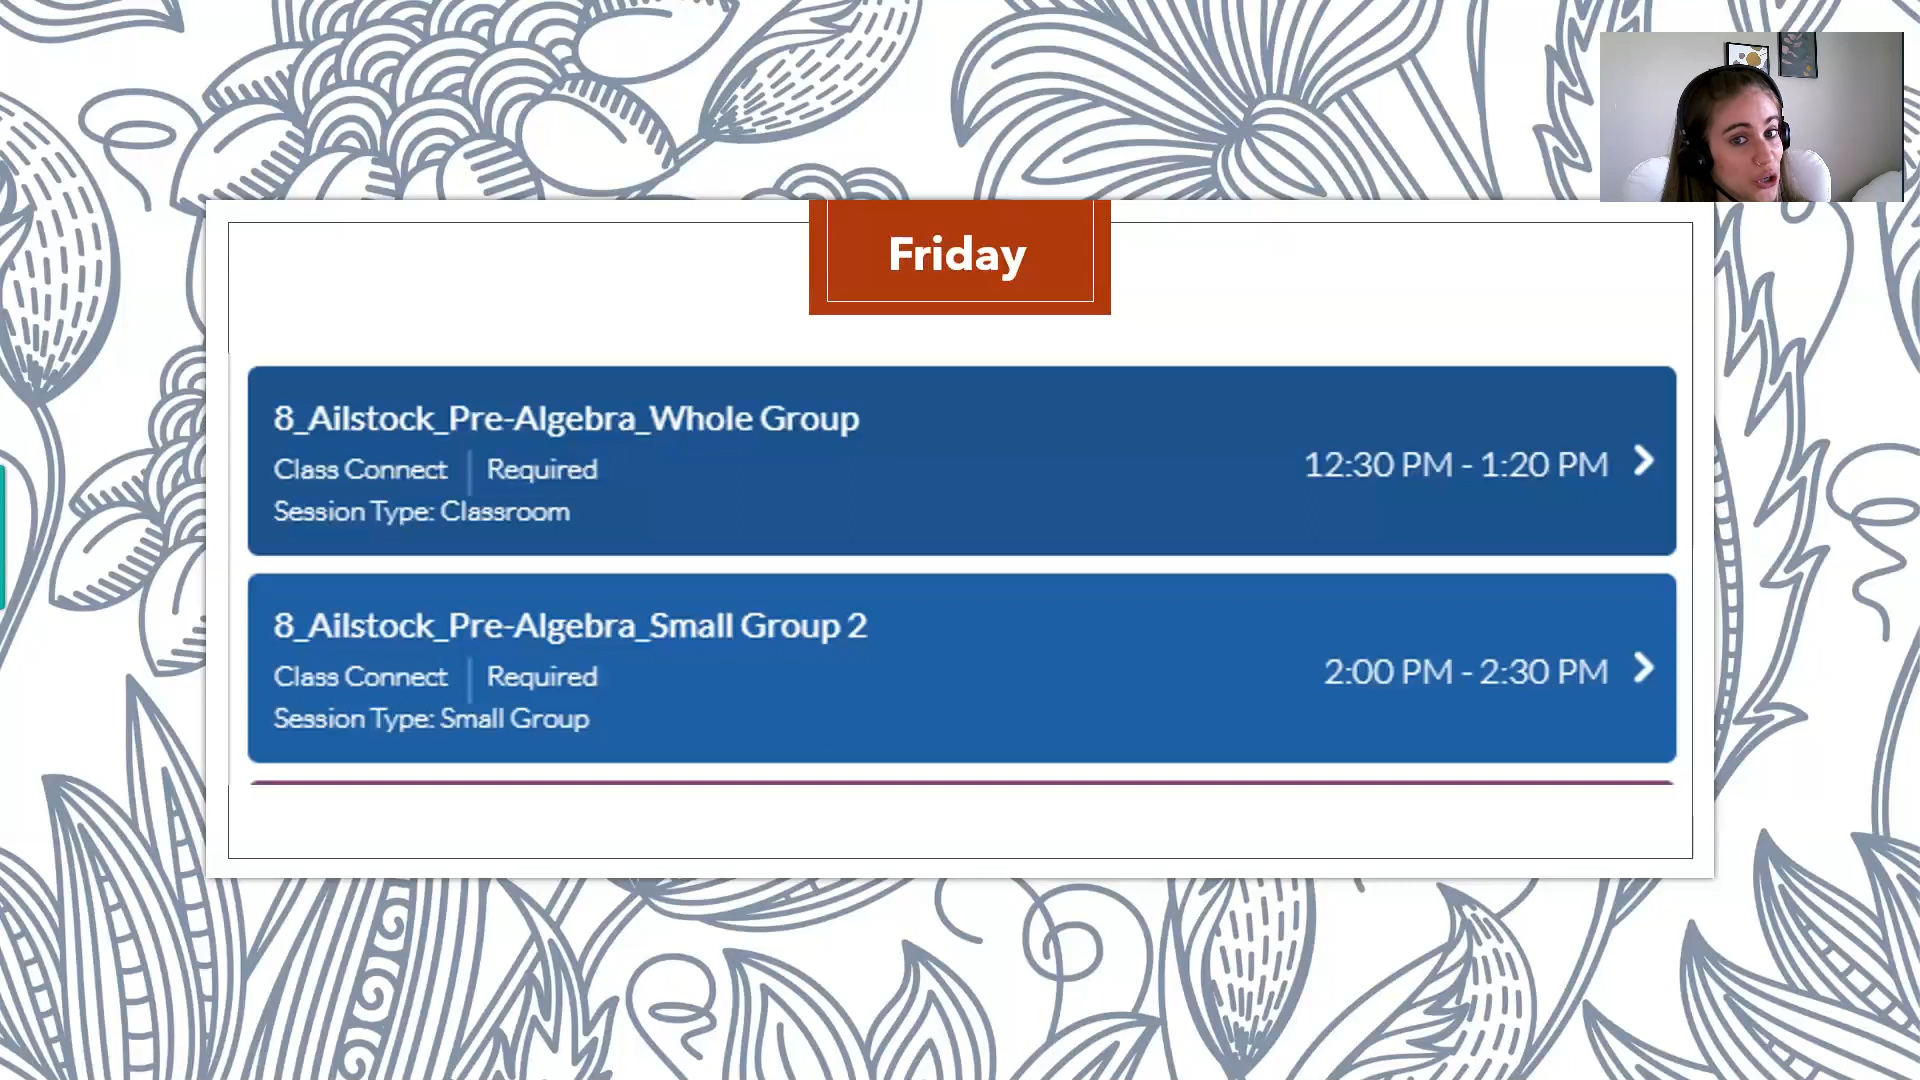 Friday
8_Ailstock_Pre-Algebra_Whole Group
Class Connect | Required
Session Type: Classroom
12:30 PM - 1:20 PM
8_Ailstock_Pre-Algebra_Small Group 2
Class Connect | Required
Session Type: Small Group
2:00 PM - 2:30 PM